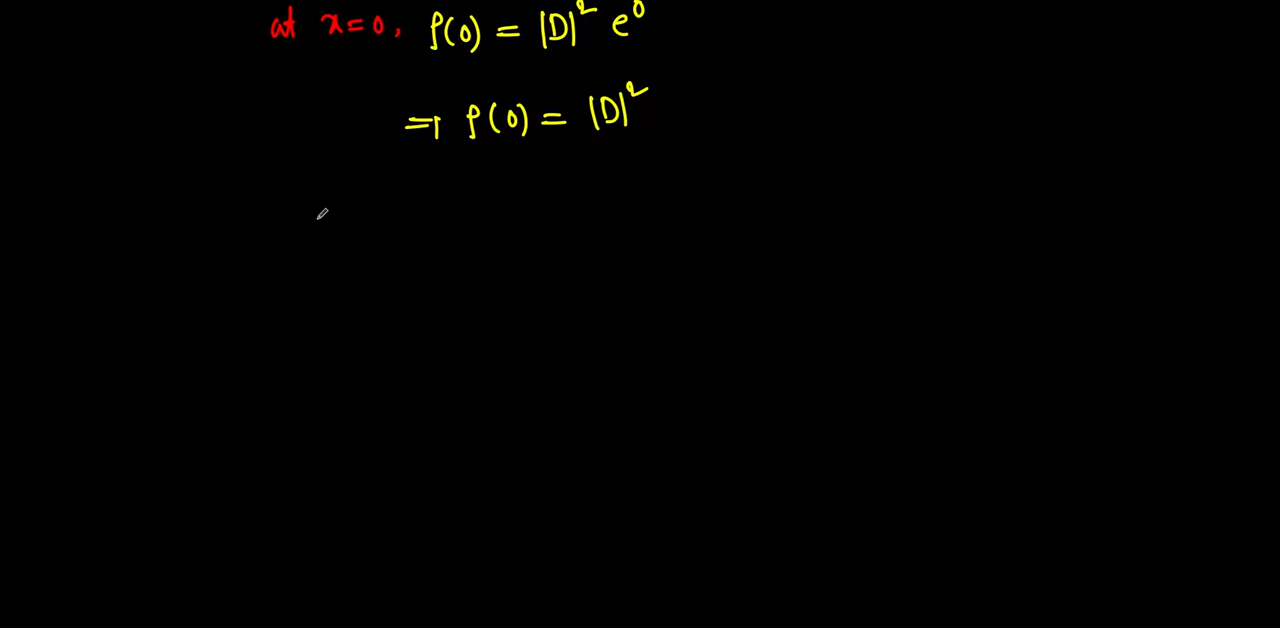 at x=0, ρ(0) = |D|² e⁰
⇒ ρ(0) = |D|²